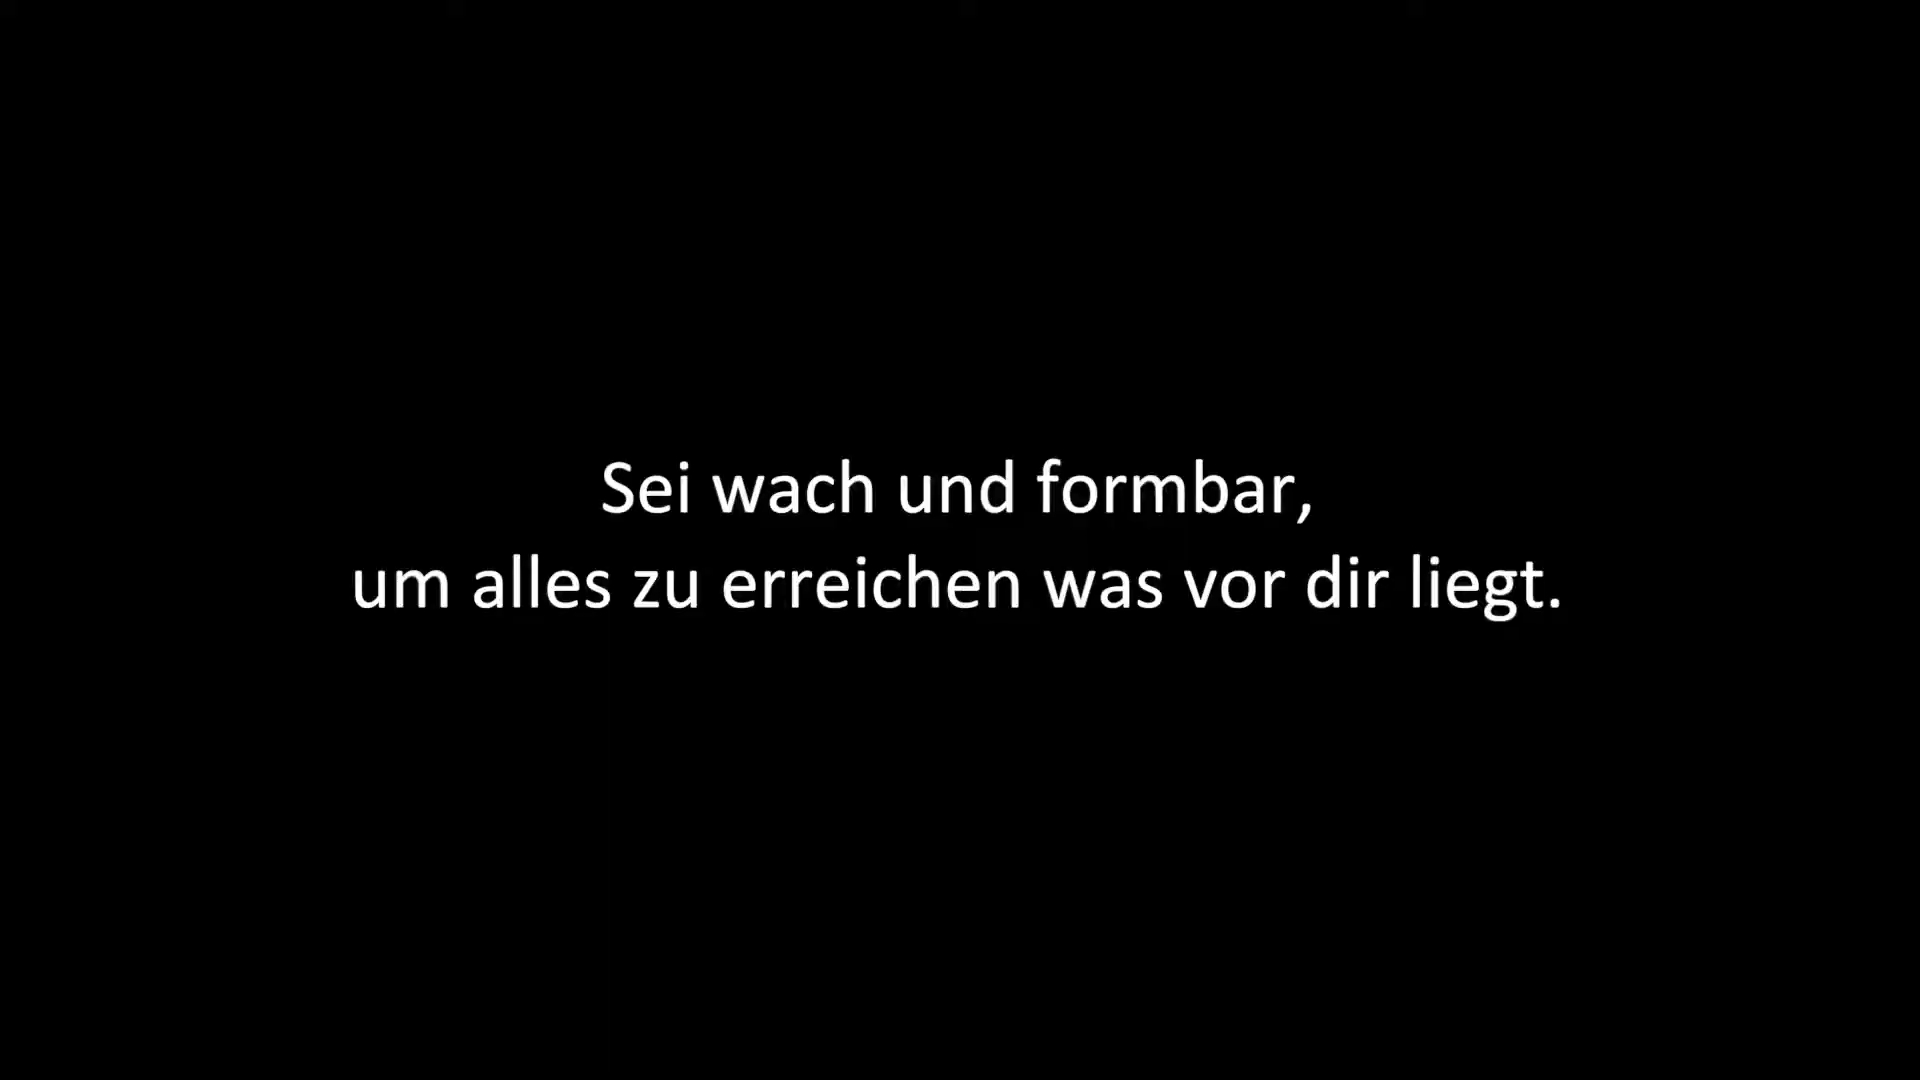 Sei wach und formbar,
um alles zu erreichen was vor dir liegt.